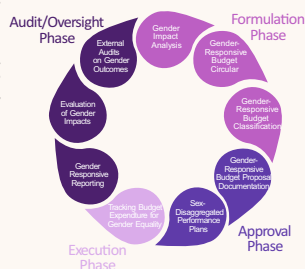 Audit/Oversight
Phase
Formulation
Phase
Gender
Impact
Analysis
Gender-
Responsive
Budget
Circular
Gender-
Responsive
Budget
Classification
Gender-
Responsive
Budget Proposal
Documentation
Sex-
Disaggregated
Performance
Plans
Tracking Budget
Expenditure for
Gender Equality
Gender
Responsive
Reporting
Evaluation
of Gender
Impacts
External
Audits
on Gender
Outcomes
Approval
Phase
Execution
Phase